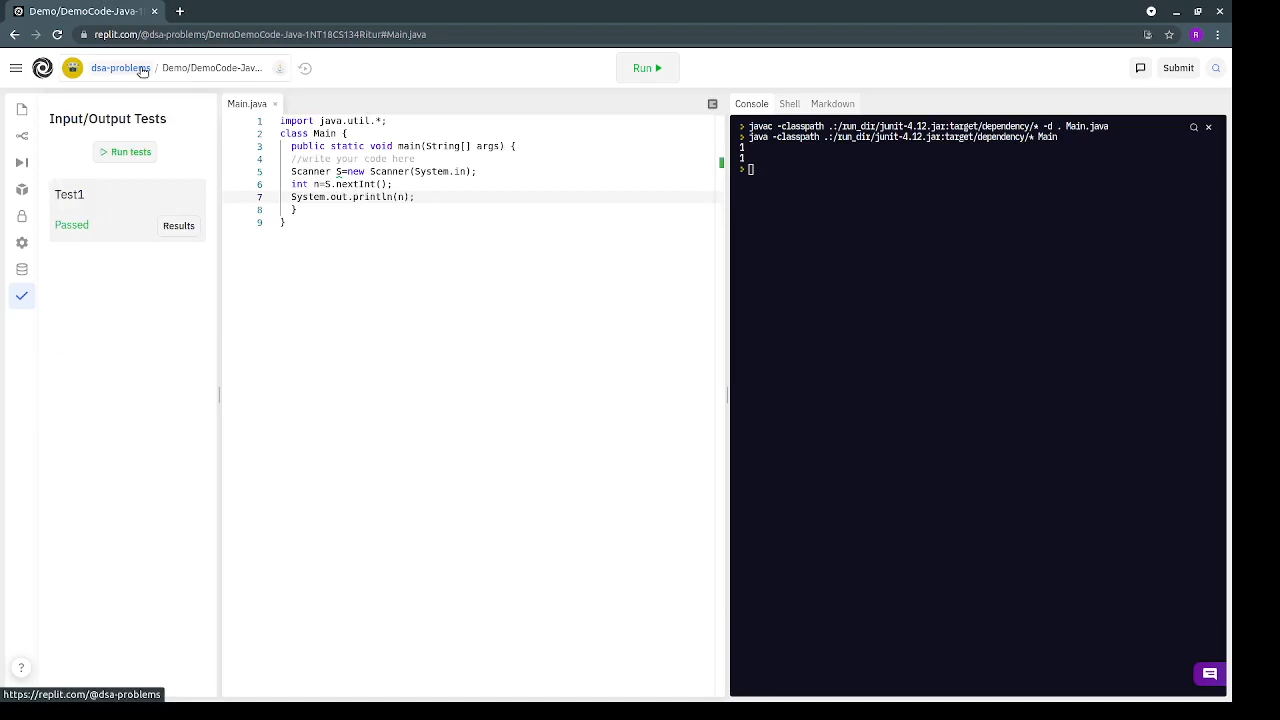 Demo/DemoCode-Java-1
replit.com/@dsa-problems/DemoDemoCode-Java-1NT18CS134Ritur#Main.java
R
dsa-problems / Demo/DemoCode-Jav...
Run
Submit
Input/Output Tests
Run tests
Test1
Passed
Results
Main.java
1 import java.util.*;
2 class Main {
3 public static void main(String[] args) {
4 //write your code here
5 Scanner S=new Scanner(System.in);
6 int n=S.nextInt();
7 System.out.println(n);
8 }
9 }
Console Shell Markdown
> javac -classpath .:/run_dir/junit-4.12.jar:target/dependency/* -d . Main.java
> java -classpath .:/run_dir/junit-4.12.jar:target/dependency/* Main
1
1
>
?
https://replit.com/@dsa-problems